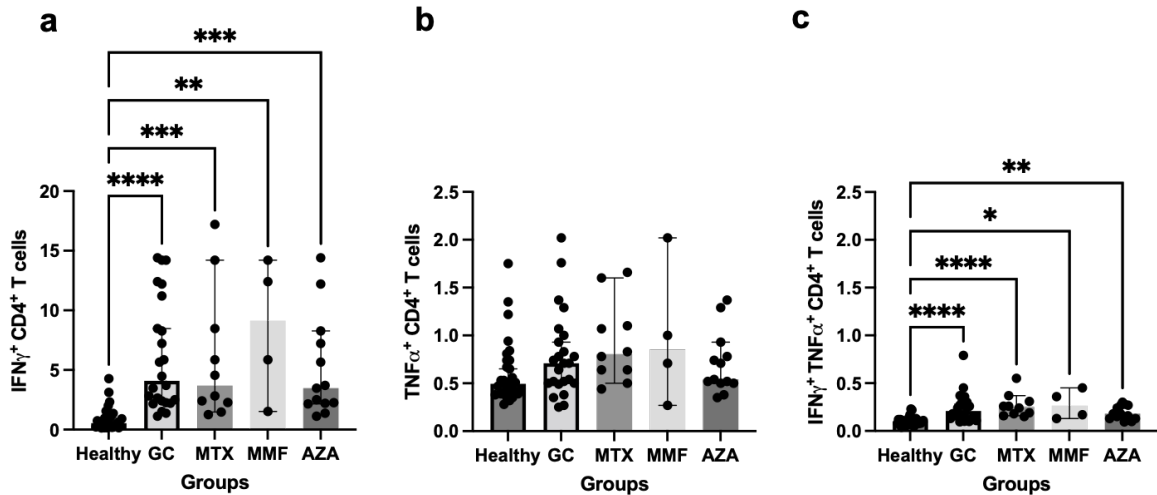 a
***
**
***
****
IFNγ⁺ CD4⁺ T cells
20
15
10
5
0
Healthy GC MTX MMF AZA
Groups
b
TNFα⁺ CD4⁺ T cells
2.5
2.0
1.5
1.0
0.5
0.0
Healthy GC MTX MMF AZA
Groups
c
**
*
****
****
IFNγ⁺ TNFα⁺ CD4⁺ T cells
2.5
2.0
1.5
1.0
0.5
0.0
Healthy GC MTX MMF AZA
Groups